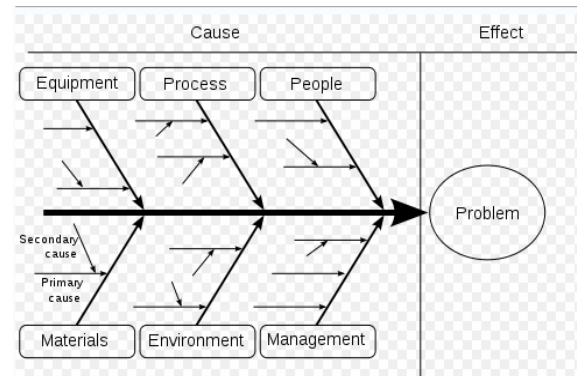 Cause
Effect
Equipment
Process
People
Problem
Secondary
cause
Primary
cause
Materials
Environment
Management